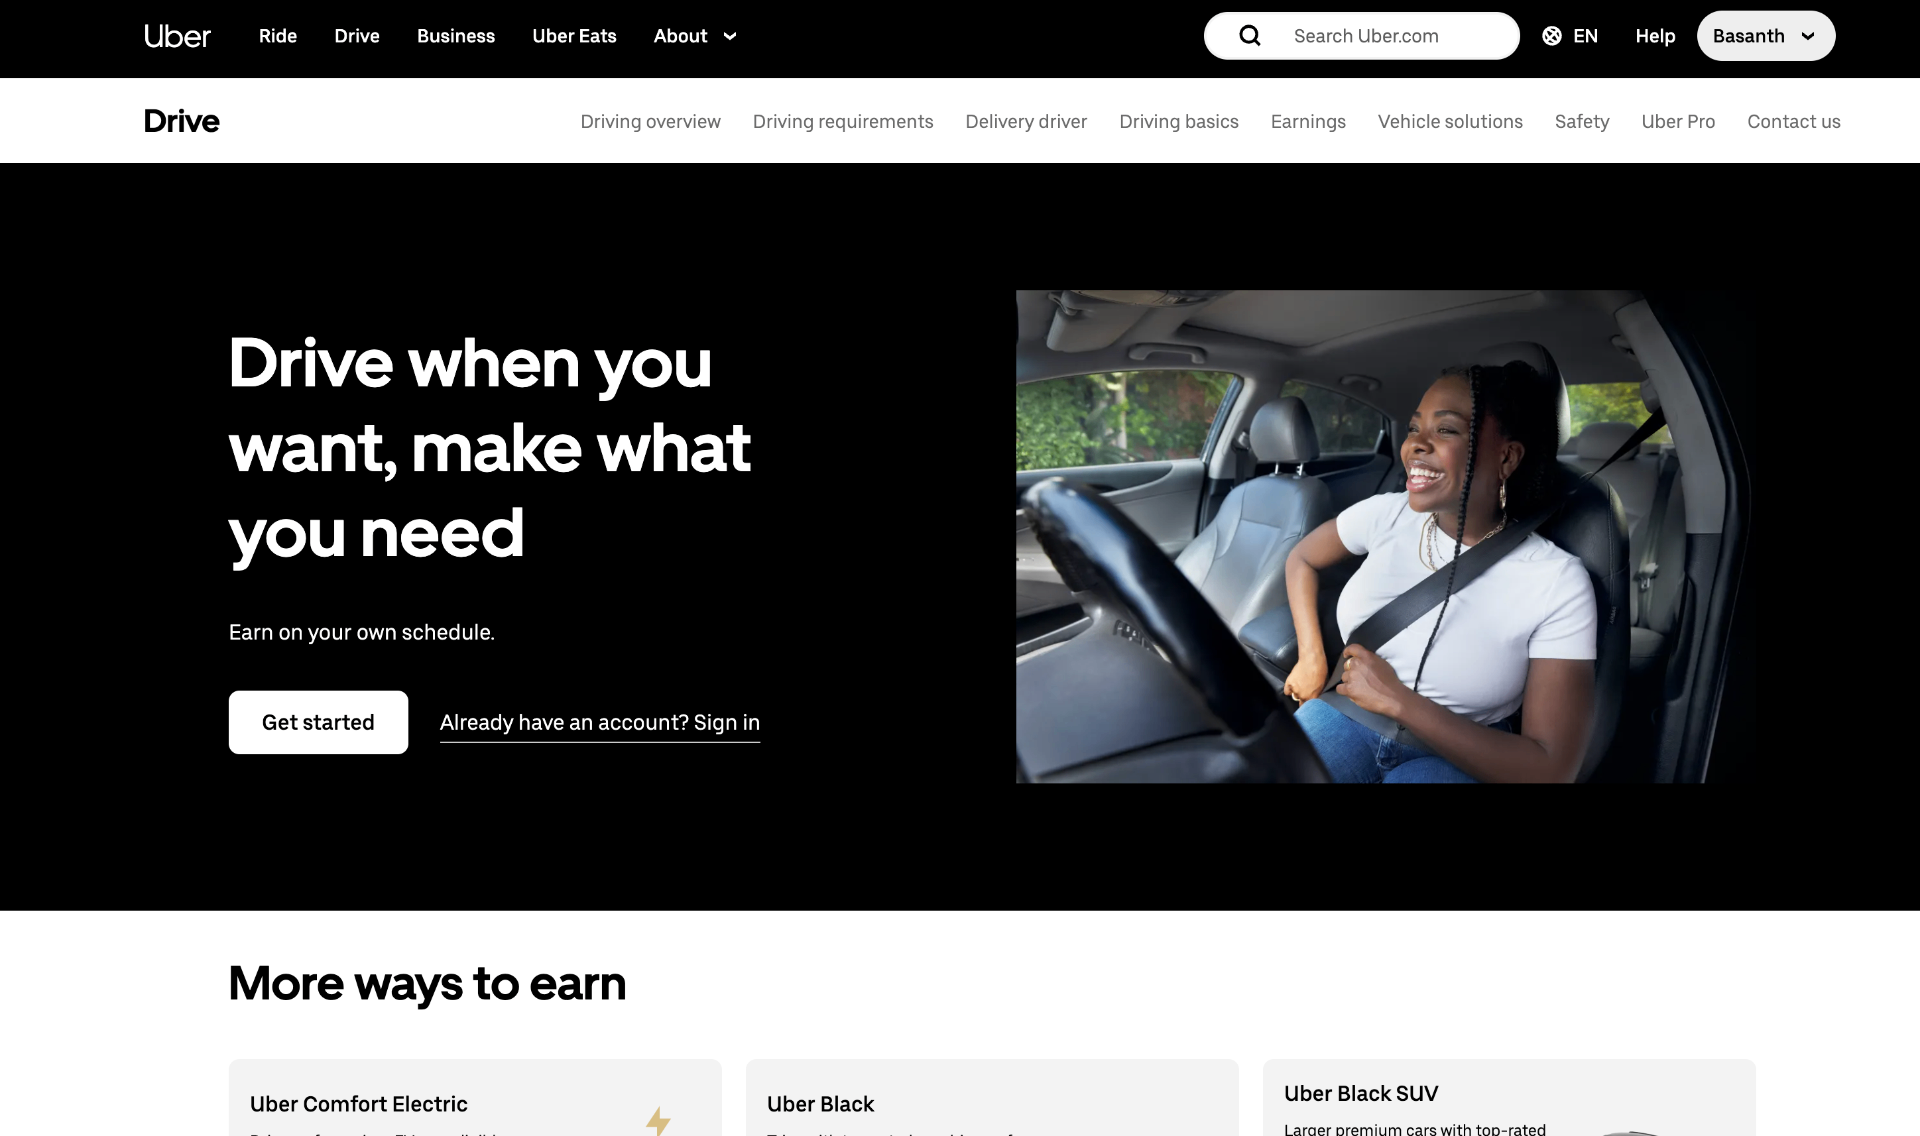 Uber
Ride
Drive
Business
Uber Eats
About
Search Uber.com
EN
Help
Basanth
Drive
Driving overview
Driving requirements
Delivery driver
Driving basics
Earnings
Vehicle solutions
Safety
Uber Pro
Contact us
Drive when you
want, make what
you need
Earn on your own schedule.
Get started
Already have an account? Sign in
More ways to earn
Uber Comfort Electric
Uber Black
Uber Black SUV
Larger premium cars with top-rated